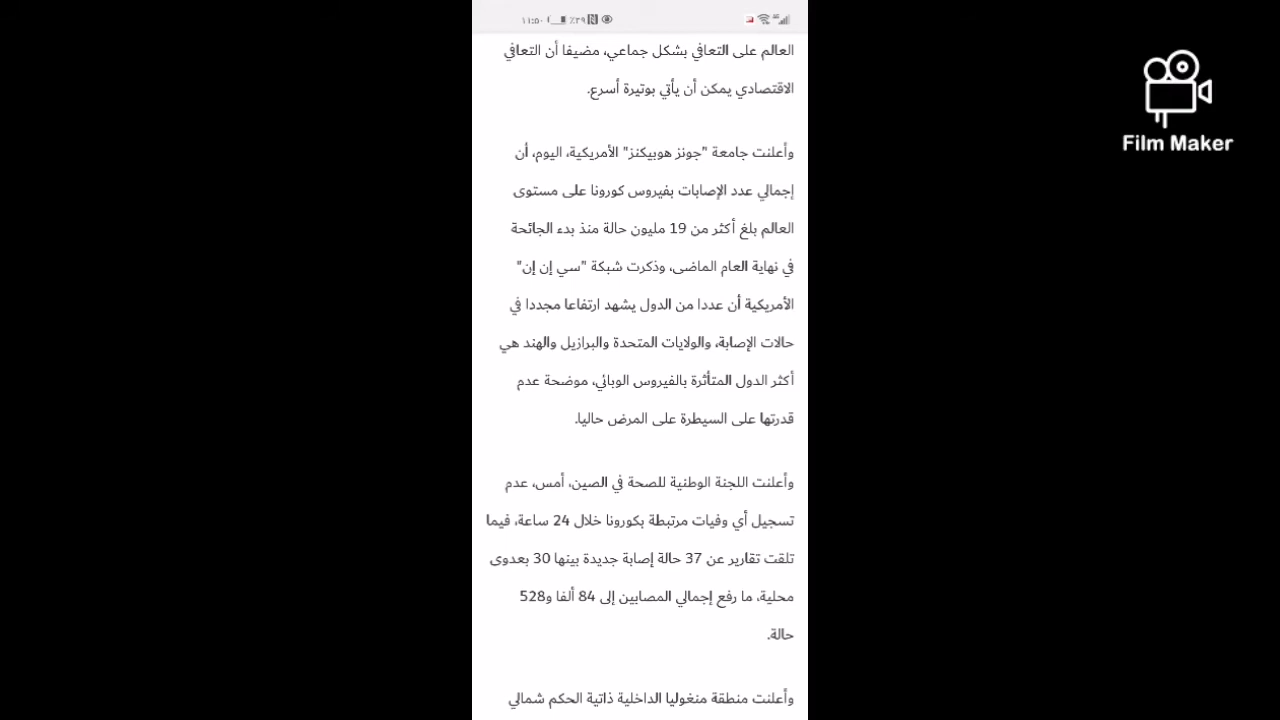 ١١:٥٠
٪٢٩
العالم على التعافي بشكل جماعي، مضيفا أن التعافي
الاقتصادي يمكن أن يأتي بوتيرة أسرع.
وأعلنت جامعة "جونز هوبيكنز" الأمريكية، اليوم، أن
إجمالي عدد الإصابات بفيروس كورونا على مستوى
العالم بلغ أكثر من 19 مليون حالة منذ بدء الجائحة
في نهاية العام الماضى، وذكرت شبكة "سي إن إن"
الأمريكية أن عددا من الدول يشهد ارتفاعا مجددا في
حالات الإصابة، والولايات المتحدة والبرازيل والهند هي
أكثر الدول المتأثرة بالفيروس الوبائي، موضحة عدم
قدرتها على السيطرة على المرض حاليا.
وأعلنت اللجنة الوطنية للصحة في الصين، أمس، عدم
تسجيل أي وفيات مرتبطة بكورونا خلال 24 ساعة، فيما
تلقت تقارير عن 37 حالة إصابة جديدة بينها 30 بعدوى
محلية، ما رفع إجمالي المصابين إلى 84 ألفا و528
حالة.
وأعلنت منطقة منغوليا الداخلية ذاتية الحكم شمالي
Film Maker